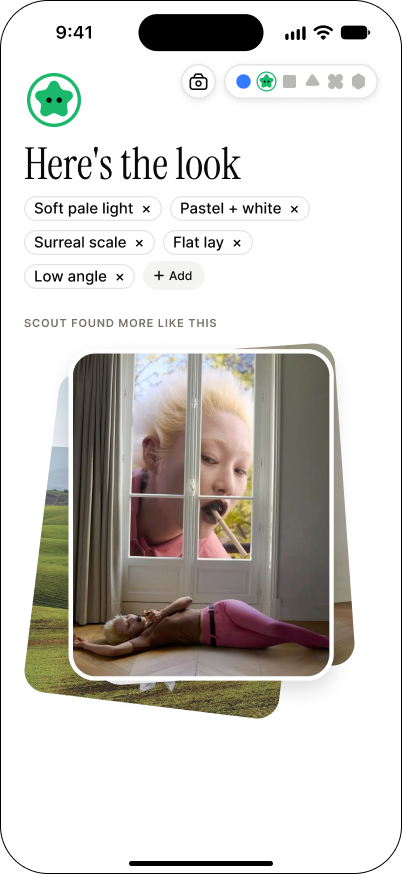 9:41
Here's the look
Soft pale light × Pastel + white ×
Surreal scale × Flat lay ×
Low angle × + Add
SCOUT FOUND MORE LIKE THIS